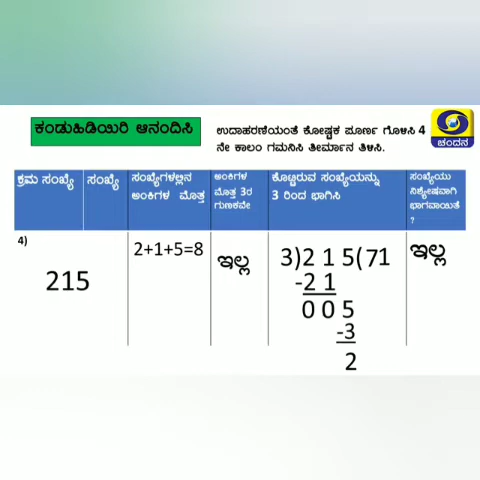 ಕಂಡುಹಿಡಿಯಿರಿ ಆನಂದಿಸಿ
ಉದಾಹರಣೆಯಂತೆ ಕೋಷ್ಟಕ ಪೂರ್ಣ ಗೊಳಿಸಿ 4
ನೇ ಕಾಲಂ ಗಮನಿಸಿ ತೀರ್ಮಾನ ತಿಳಿಸಿ.
ಚಂದನ
ಕ್ರಮ ಸಂಖ್ಯೆ
ಸಂಖ್ಯೆ
ಸಂಖ್ಯೆಗಳಲ್ಲಿನ
ಅಂಕಿಗಳ ಮೊತ್ತ
ಅಂಕಿಗಳ
ಮೊತ್ತ 3ರ
ಗುಣಕವೇ
ಕೊಟ್ಟಿರುವ ಸಂಖ್ಯೆಯನ್ನು
3 ರಿಂದ ಭಾಗಿಸಿ
ಸಂಖ್ಯೆಯು
ನಿಶ್ಯೇಷವಾಗಿ
ಭಾಗವಾಯಿತೆ
?
4)
215
2+1+5=8
ಇಲ್ಲ
3)2 1 5(71
-2 1
0 0 5
-3
2
ಇಲ್ಲ